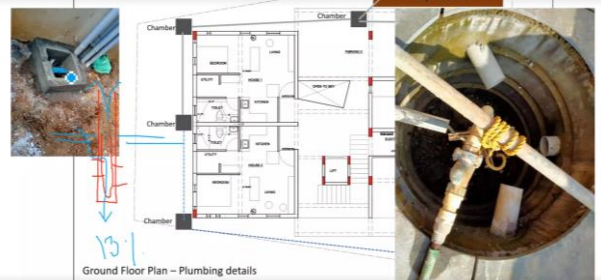 Chamber
Chamber
LIVING
BEDROOM
UTILITY
HOUSE-1
KITCHEN
OPEN TO SKY
TOILET
Chamber
TOILET
KITCHEN
UTILITY
HOUSE-2
LIFT
BEDROOM
LIVING
Chamber
13%
Ground Floor Plan – Plumbing details